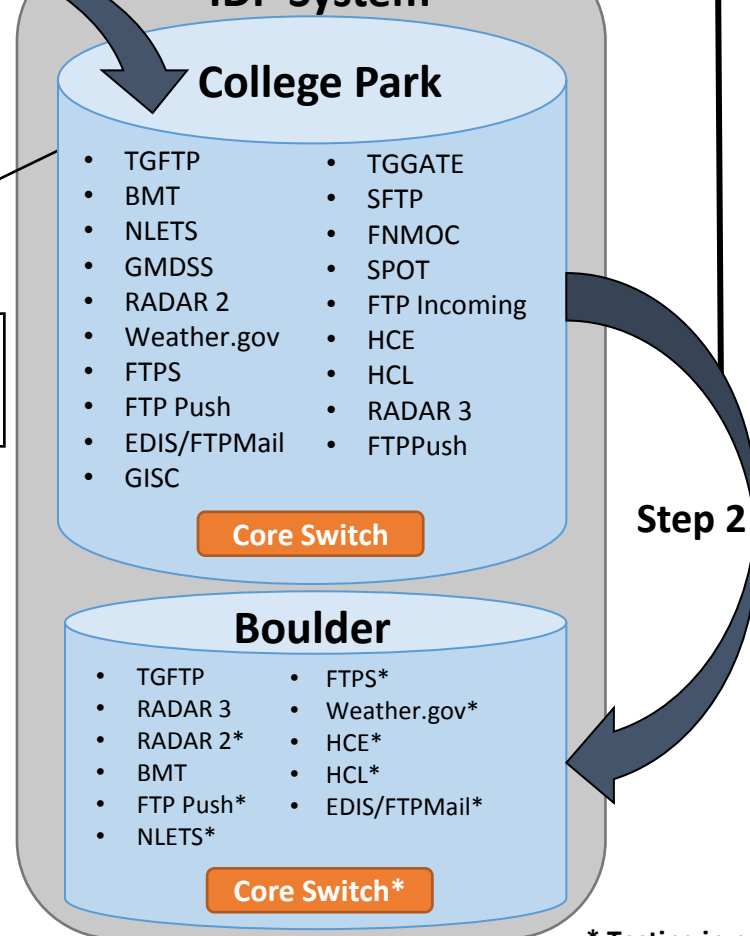 College Park
• TGFTP
• BMT
• NLETS
• GMDSS
• RADAR 2
• Weather.gov
• FTPS
• FTP Push
• EDIS/FTPMail
• GISC
• TGGATE
• SFTP
• FNMOC
• SPOT
• FTP Incoming
• HCE
• HCL
• RADAR 3
• FTPPush
Core Switch
Step 2
Boulder
• TGFTP
• RADAR 3
• RADAR 2*
• BMT
• FTP Push*
• NLETS*
• FTPS*
• Weather.gov*
• HCE*
• HCL*
• EDIS/FTPMail*
Core Switch*